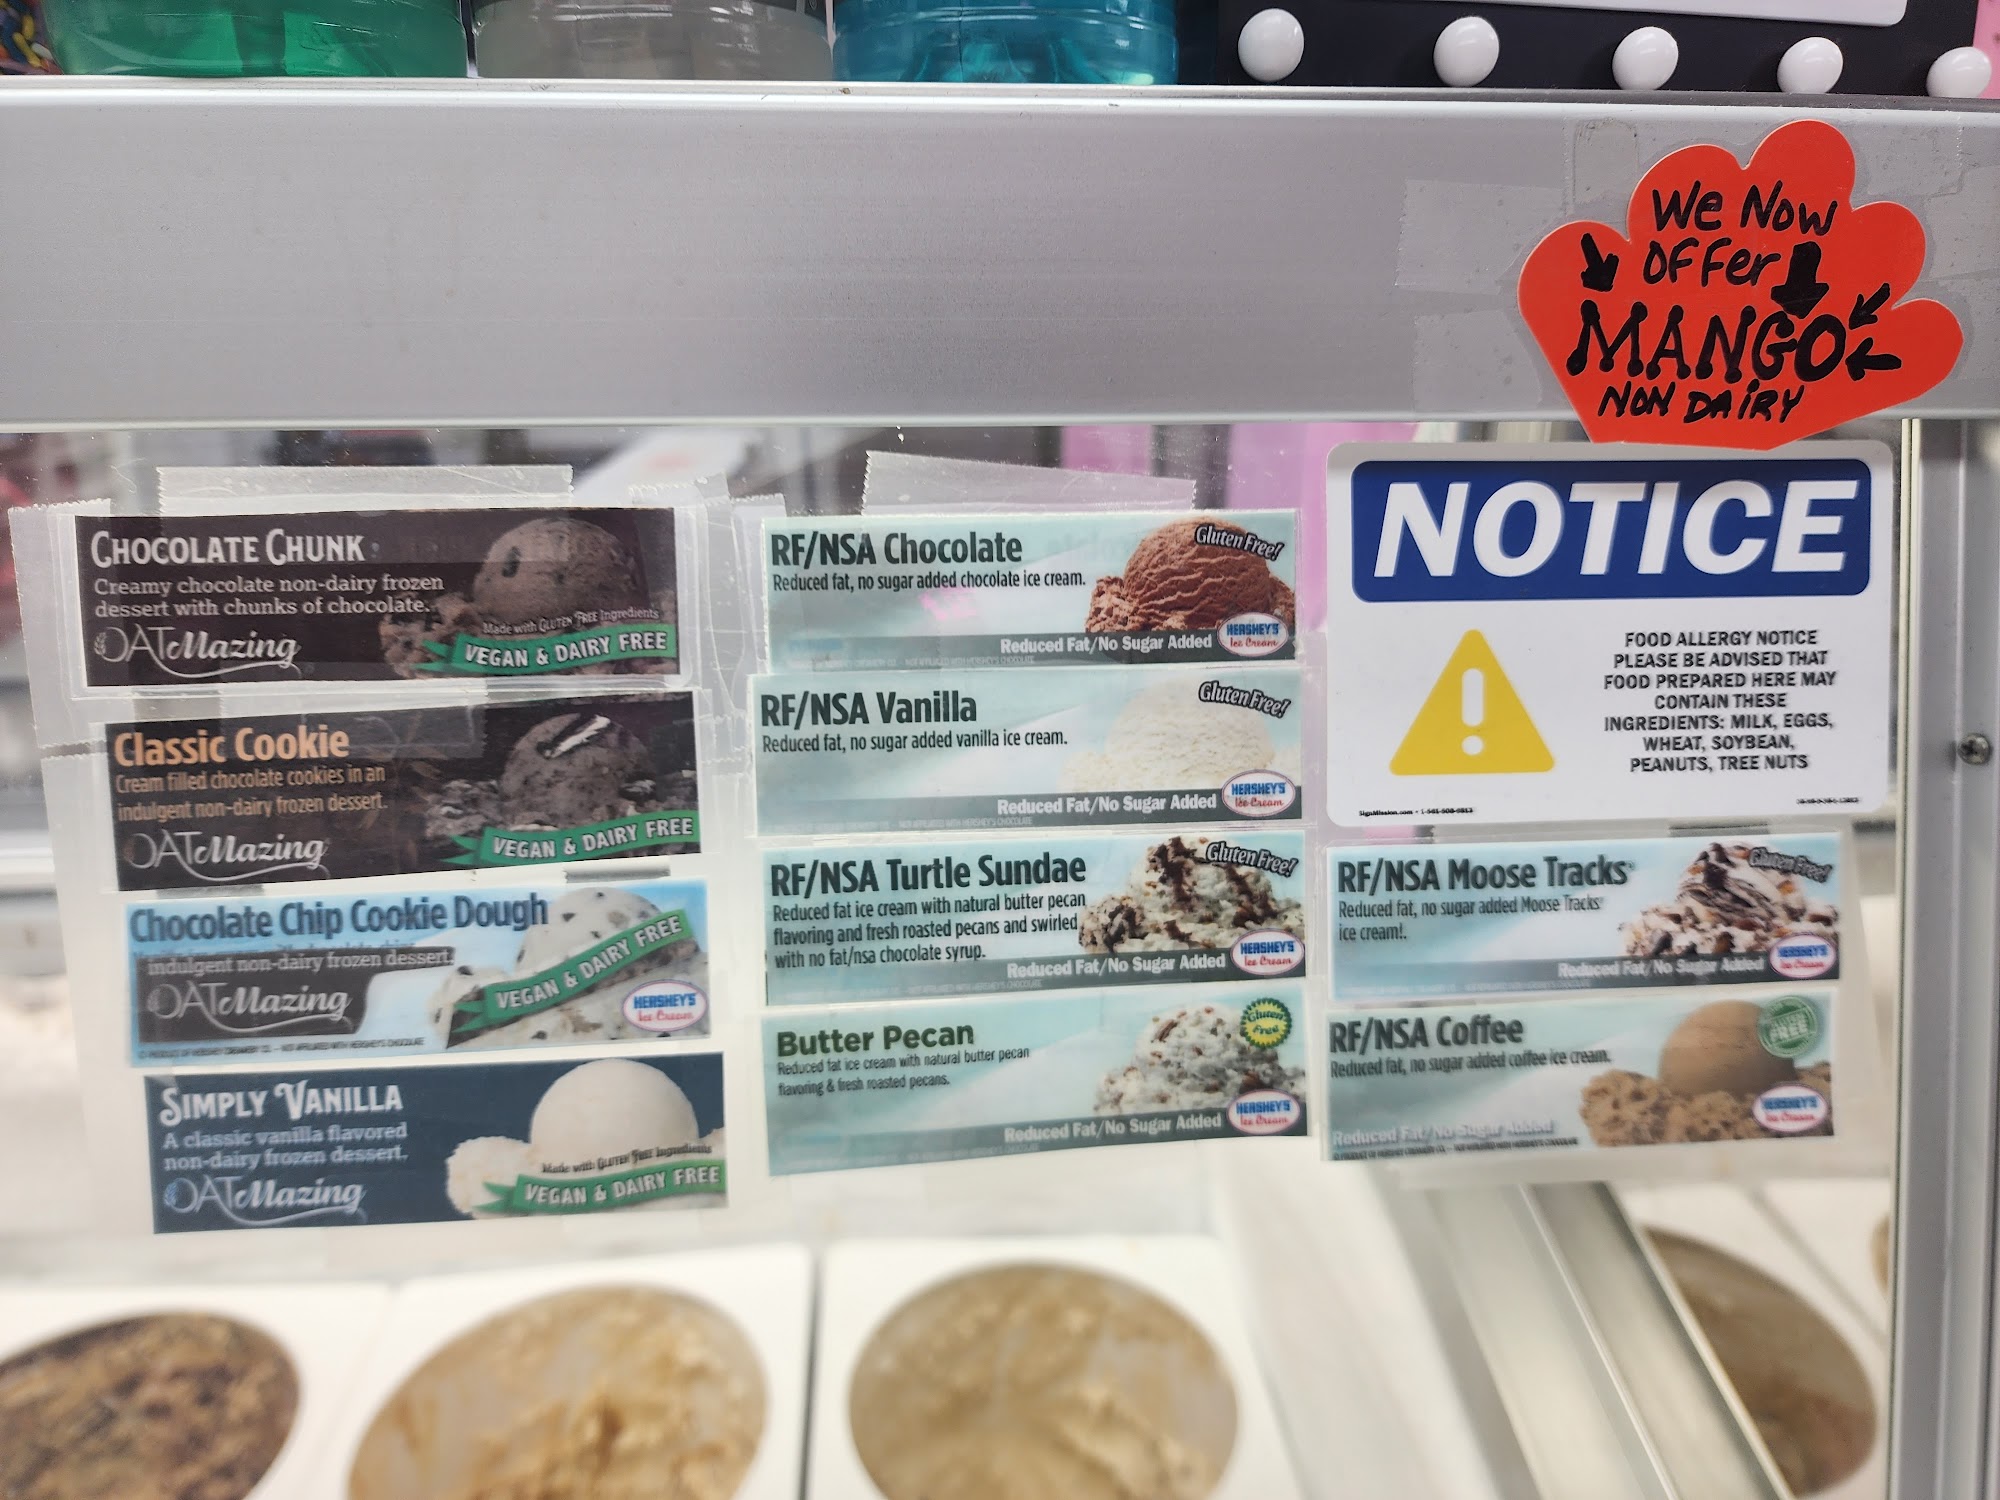 We Now
OFFer
MANGO
NON DAiRY
CHOCOLATE CHUNK
Creamy chocolate non-dairy frozen
dessert with chunks of chocolate.
OATMazing
Made with GLUTEN FREE Ingredients
VEGAN & DAIRY FREE
Classic Cookie
Cream filled chocolate cookies in an
indulgent non-dairy frozen dessert.
OATMazing
VEGAN & DAIRY FREE
Chocolate Chip Cookie Dough
indulgent non-dairy frozen dessert.
OATMazing
VEGAN & DAIRY FREE
HERSHEY'S
Ice Cream
SIMPLY VANILLA
A classic vanilla flavored
non-dairy frozen dessert.
OATMazing
Made with GLUTEN FREE Ingredients
VEGAN & DAIRY FREE
RF/NSA Chocolate
Reduced fat, no sugar added chocolate ice cream.
Gluten Free!
Reduced Fat/No Sugar Added
HERSHEY'S
Ice Cream
RF/NSA Vanilla
Reduced fat, no sugar added vanilla ice cream.
Gluten Free!
Reduced Fat/No Sugar Added
HERSHEY'S
Ice Cream
RF/NSA Turtle Sundae
Reduced fat ice cream with natural butter pecan
flavoring and fresh roasted pecans and swirled
with no fat/nsa chocolate syrup.
Gluten Free!
Reduced Fat/No Sugar Added
HERSHEY'S
Ice Cream
Butter Pecan
Reduced fat ice cream with natural butter pecan
flavoring & fresh roasted pecans.
Gluten
Free
Reduced Fat/No Sugar Added
HERSHEY'S
Ice Cream
NOTICE
FOOD ALLERGY NOTICE
PLEASE BE ADVISED THAT
FOOD PREPARED HERE MAY
CONTAIN THESE
INGREDIENTS: MILK, EGGS,
WHEAT, SOYBEAN,
PEANUTS, TREE NUTS
RF/NSA Moose Tracks
Reduced fat, no sugar added Moose Tracks
ice cream!.
Gluten Free!
Reduced Fat/No Sugar Added
HERSHEY'S
Ice Cream
RF/NSA Coffee
Reduced fat, no sugar added coffee ice cream.
FREE
Reduced Fat/No Sugar Added
HERSHEY'S
Ice Cream